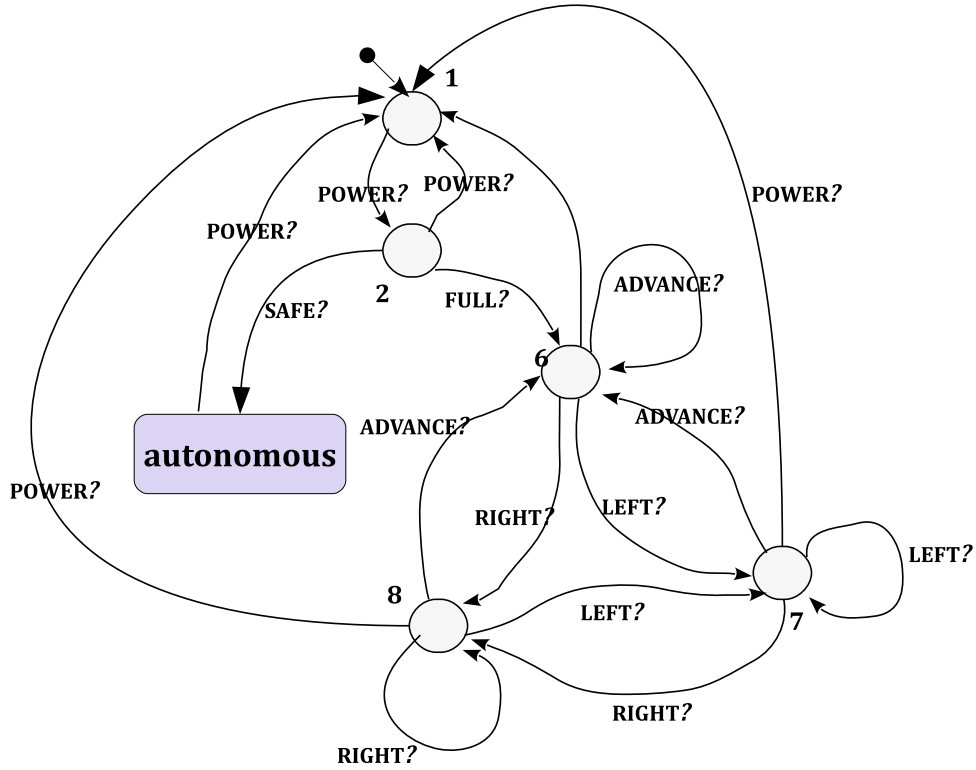 1
POWER?
POWER?
POWER?
POWER?
2
SAFE?
FULL?
ADVANCE?
6
autonomous
ADVANCE?
ADVANCE?
POWER?
RIGHT?
LEFT?
LEFT?
8
LEFT?
7
RIGHT?
RIGHT?